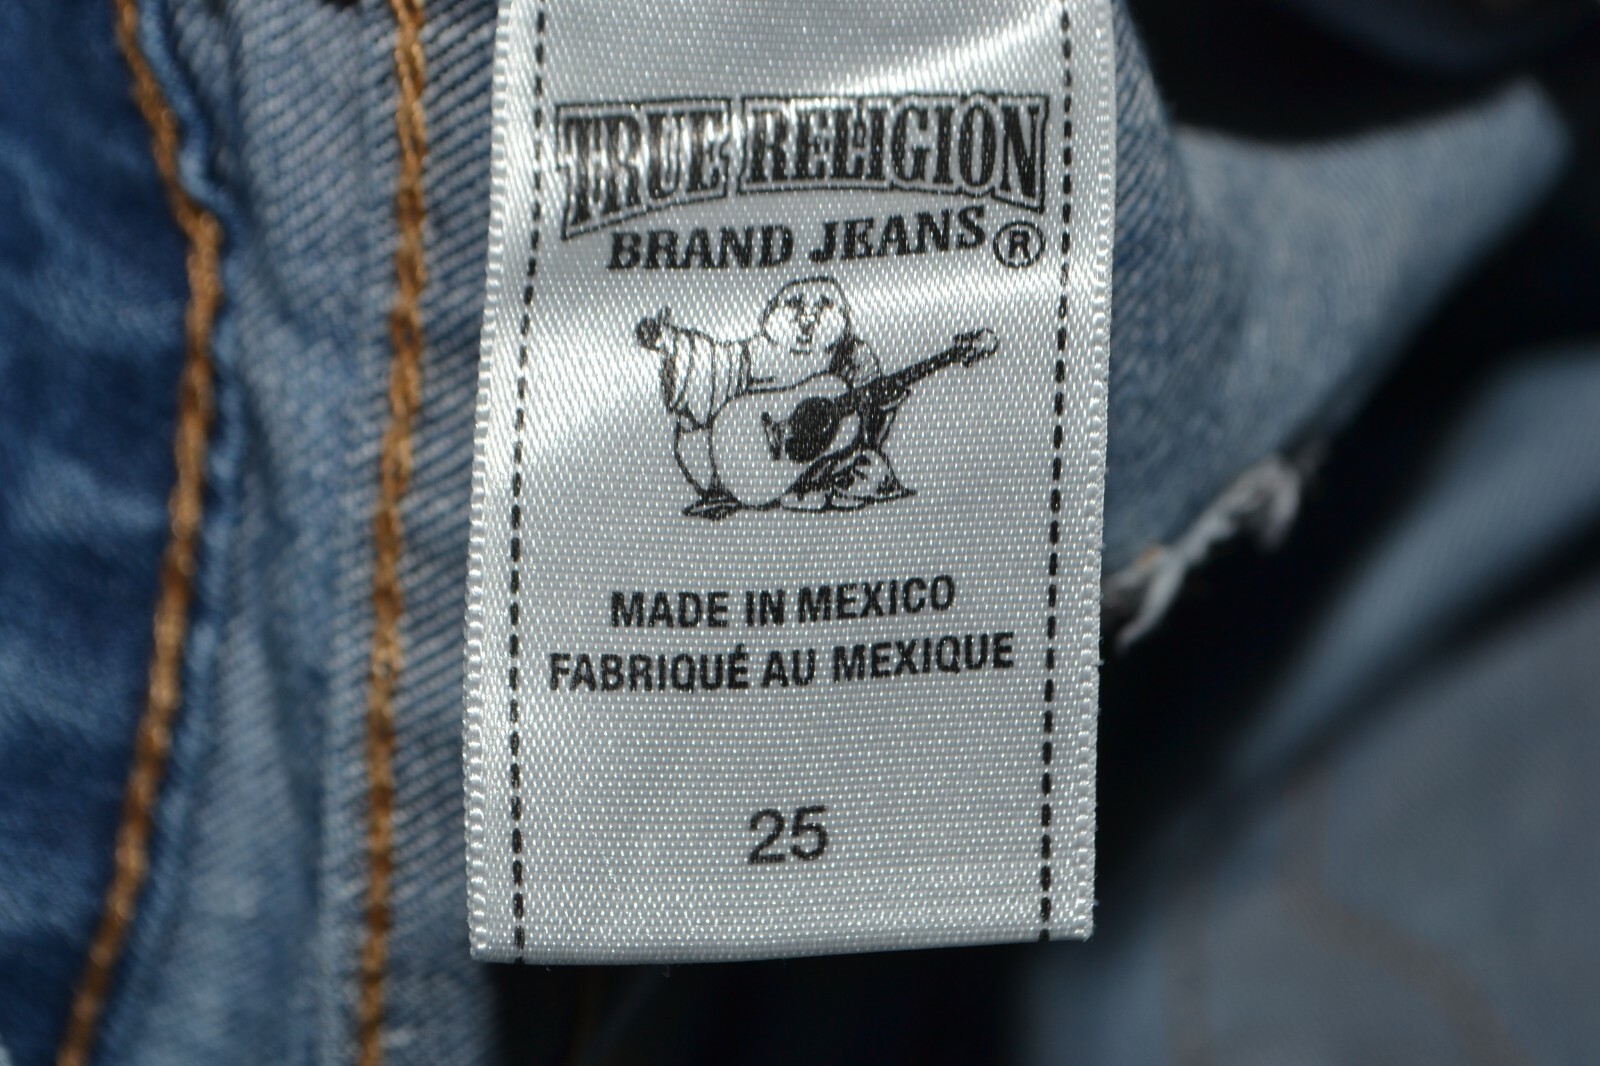 TRUE RELIGION
BRAND JEANS®
MADE IN MEXICO
FABRIQUÉ AU MEXIQUE
25